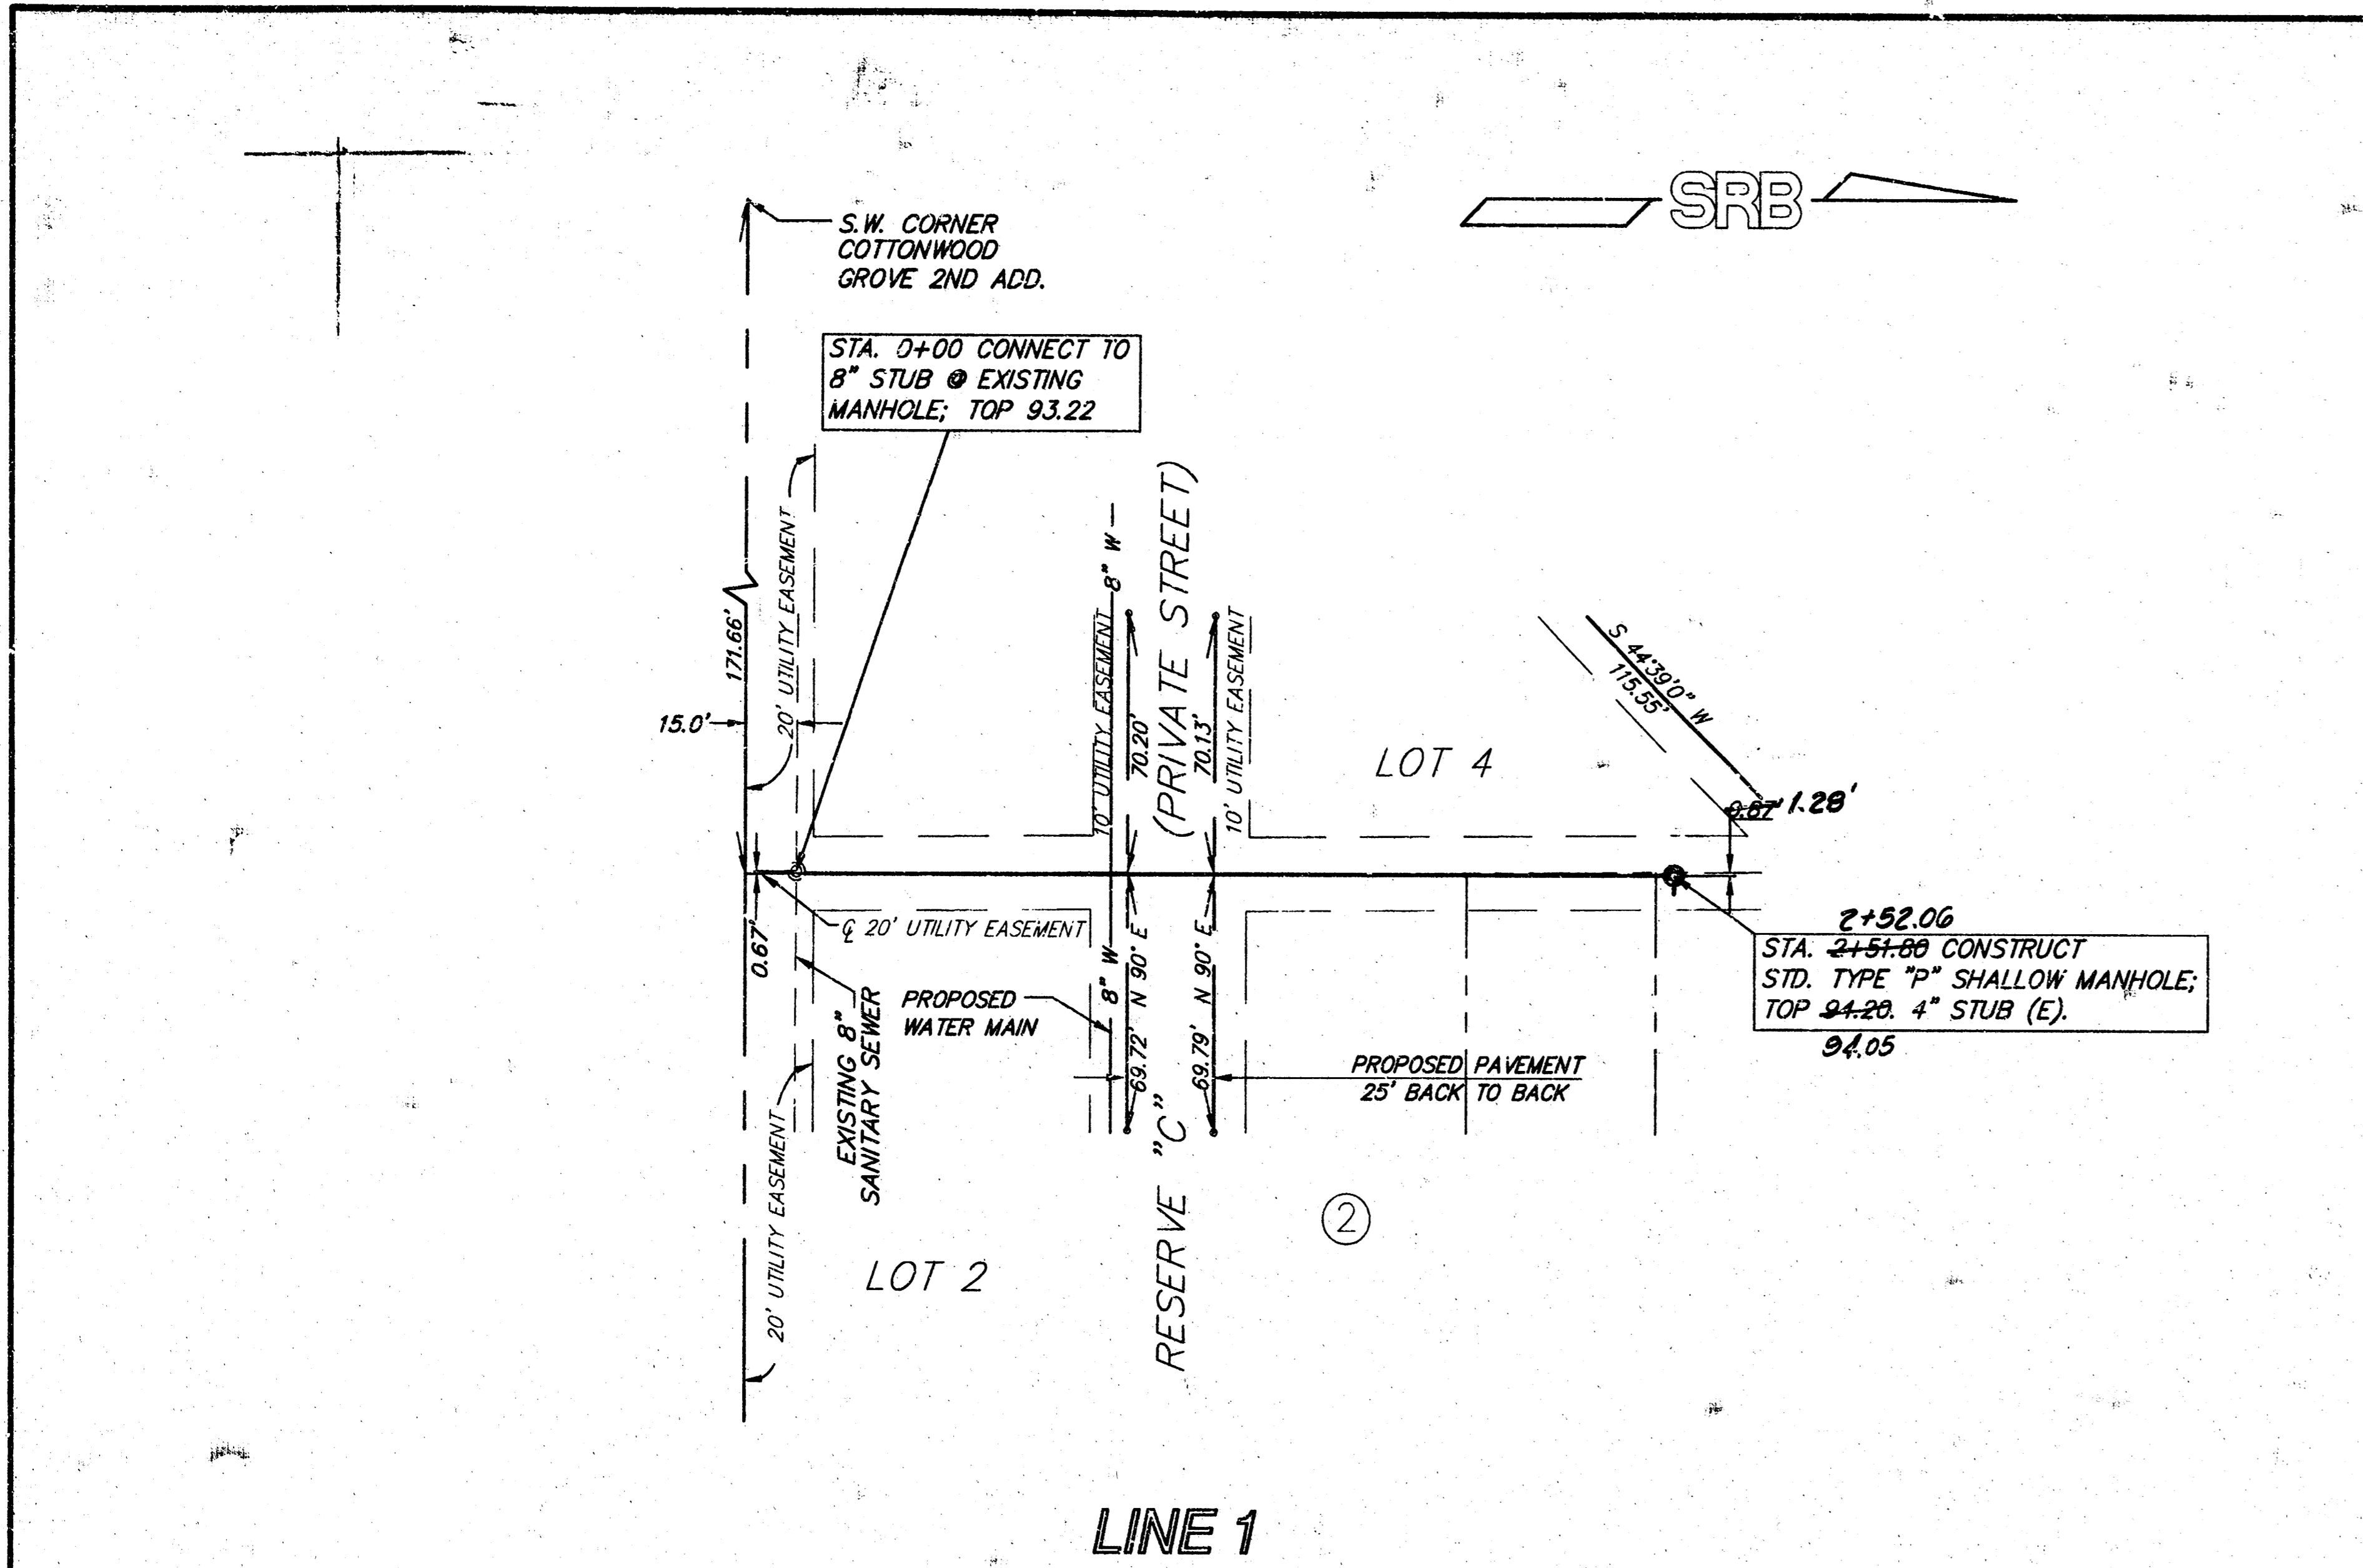 SRB
S.W. CORNER
COTTONWOOD
GROVE 2ND ADD.
STA. 0+00 CONNECT TO
8" STUB @ EXISTING
MANHOLE; TOP 93.22
171.66'
20' UTILITY EASEMENT
15.0'
10' UTILITY EASEMENT
8" W
70.20'
(PRIVATE STREET)
70.13'
10' UTILITY EASEMENT
S 44°39'0" W
115.55'
LOT 4
0.87' 1.28'
0.67'
℄ 20' UTILITY EASEMENT
2+52.06
STA. 2+51.80 CONSTRUCT
STD. TYPE "P" SHALLOW MANHOLE;
TOP 94.20. 4" STUB (E).
94.05
EXISTING 8"
SANITARY SEWER
PROPOSED
WATER MAIN
8" W
69.72' N 90° E
69.79' N 90° E
PROPOSED PAVEMENT
25' BACK TO BACK
20' UTILITY EASEMENT
RESERVE "C"
2
LOT 2
LINE 1